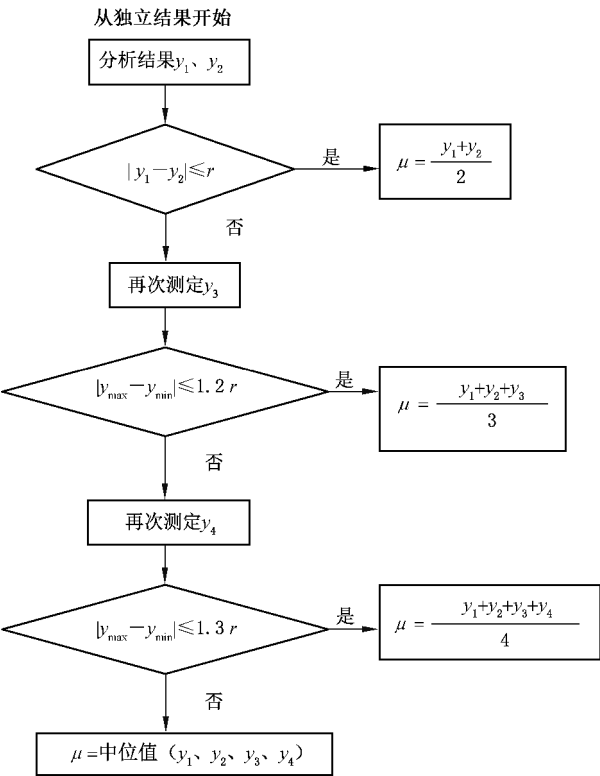 从独立结果开始
分析结果y₁、y₂
|y₁－y₂|≤r
是
μ = (y₁+y₂)/2
否
再次测定y₃
|yₘₐₓ－yₘᵢₙ|≤1.2 r
是
μ = (y₁+y₂+y₃)/3
否
再次测定y₄
|yₘₐₓ－yₘᵢₙ|≤1.3 r
是
μ = (y₁+y₂+y₃+y₄)/4
否
μ=中位值（y₁、y₂、y₃、y₄）